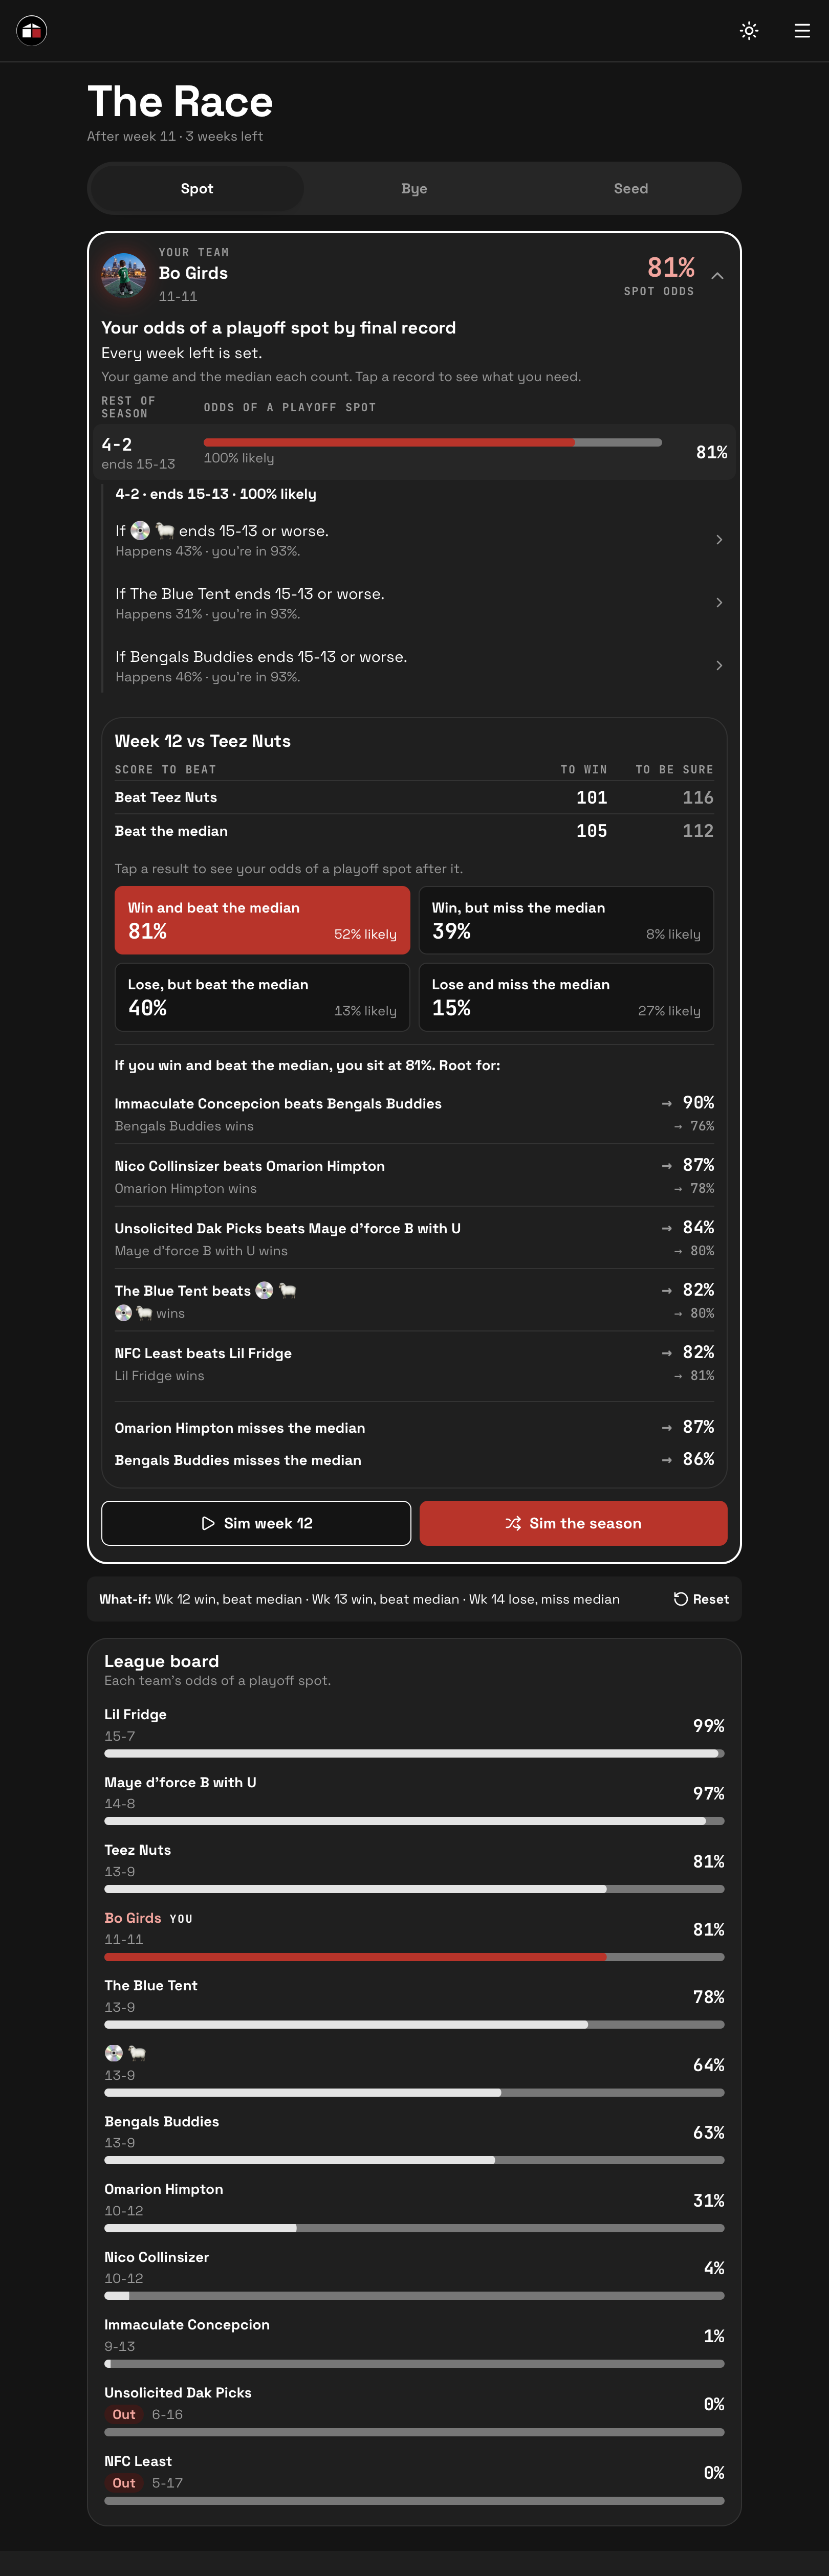 The Race
After week 11 · 3 weeks left
Spot
Bye
Seed
YOUR TEAM
Bo Girds
11-11
81%
SPOT ODDS
Your odds of a playoff spot by final record
Every week left is set.
Your game and the median each count. Tap a record to see what you need.
REST OF
SEASON
ODDS OF A PLAYOFF SPOT
4-2
ends 15-13
100% likely
81%
4-2 · ends 15-13 · 100% likely
If 💿 🐑 ends 15-13 or worse.
Happens 43% · you're in 93%.
If The Blue Tent ends 15-13 or worse.
Happens 31% · you're in 93%.
If Bengals Buddies ends 15-13 or worse.
Happens 46% · you're in 93%.
Week 12 vs Teez Nuts
SCORE TO BEAT TO WIN TO BE SURE
Beat Teez Nuts 101 116
Beat the median 105 112
Tap a result to see your odds of a playoff spot after it.
Win and beat the median
81% 52% likely
Win, but miss the median
39% 8% likely
Lose, but beat the median
40% 13% likely
Lose and miss the median
15% 27% likely
If you win and beat the median, you sit at 81%. Root for:
Immaculate Concepcion beats Bengals Buddies → 90%
Bengals Buddies wins → 76%
Nico Collinsizer beats Omarion Himpton → 87%
Omarion Himpton wins → 78%
Unsolicited Dak Picks beats Maye d'force B with U → 84%
Maye d'force B with U wins → 80%
The Blue Tent beats 💿 🐑 → 82%
💿 🐑 wins → 80%
NFC Least beats Lil Fridge → 82%
Lil Fridge wins → 81%
Omarion Himpton misses the median → 87%
Bengals Buddies misses the median → 86%
Sim week 12
Sim the season
What-if: Wk 12 win, beat median · Wk 13 win, beat median · Wk 14 lose, miss median
Reset
League board
Each team's odds of a playoff spot.
Lil Fridge
15-7
99%
Maye d'force B with U
14-8
97%
Teez Nuts
13-9
81%
Bo Girds YOU
11-11
81%
The Blue Tent
13-9
78%
💿 🐑
13-9
64%
Bengals Buddies
13-9
63%
Omarion Himpton
10-12
31%
Nico Collinsizer
10-12
4%
Immaculate Concepcion
9-13
1%
Unsolicited Dak Picks
Out 6-16
0%
NFC Least
Out 5-17
0%